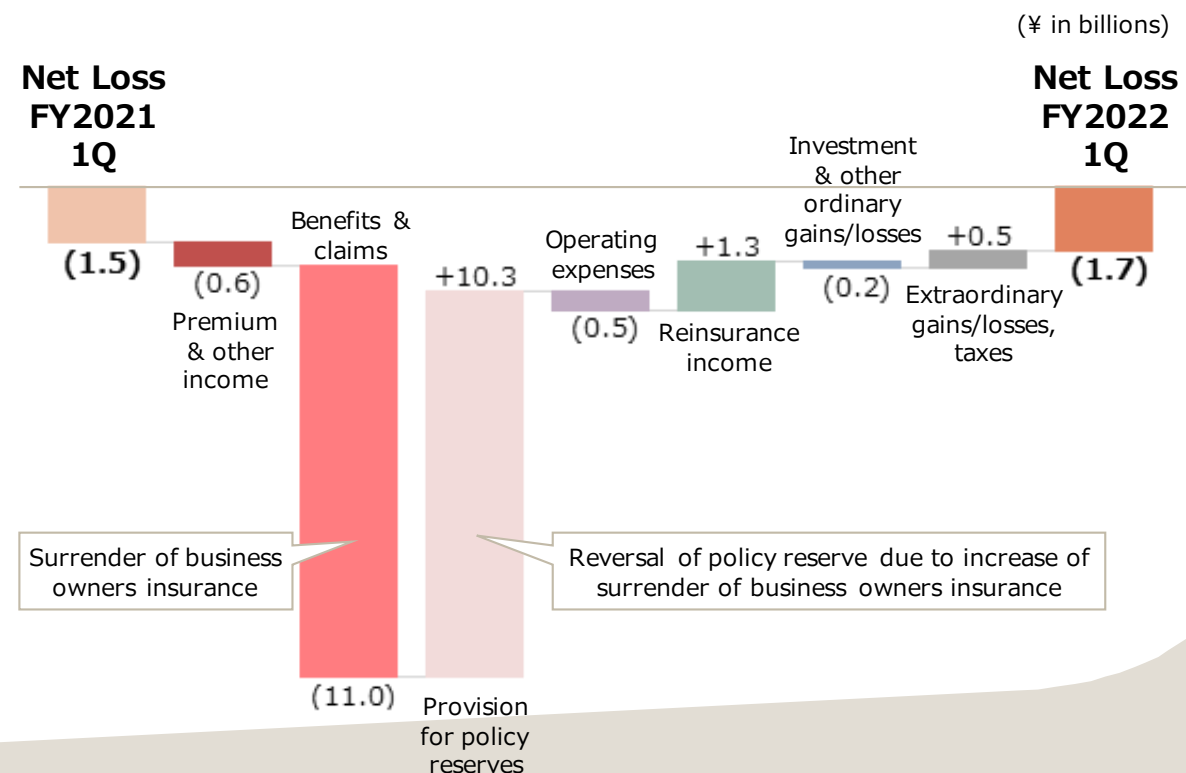 (¥ in billions)
Net Loss
FY2021
1Q
(1.5)
(0.6)
Premium
& other
income
Benefits &
claims
(11.0)
+10.3
Provision
for policy
reserves
Operating
expenses
(0.5)
+1.3
Reinsurance
income
Investment
& other
ordinary
gains/losses
(0.2)
+0.5
Extraordinary
gains/losses,
taxes
Net Loss
FY2022
1Q
(1.7)
Surrender of business
owners insurance
Reversal of policy reserve due to increase of
surrender of business owners insurance